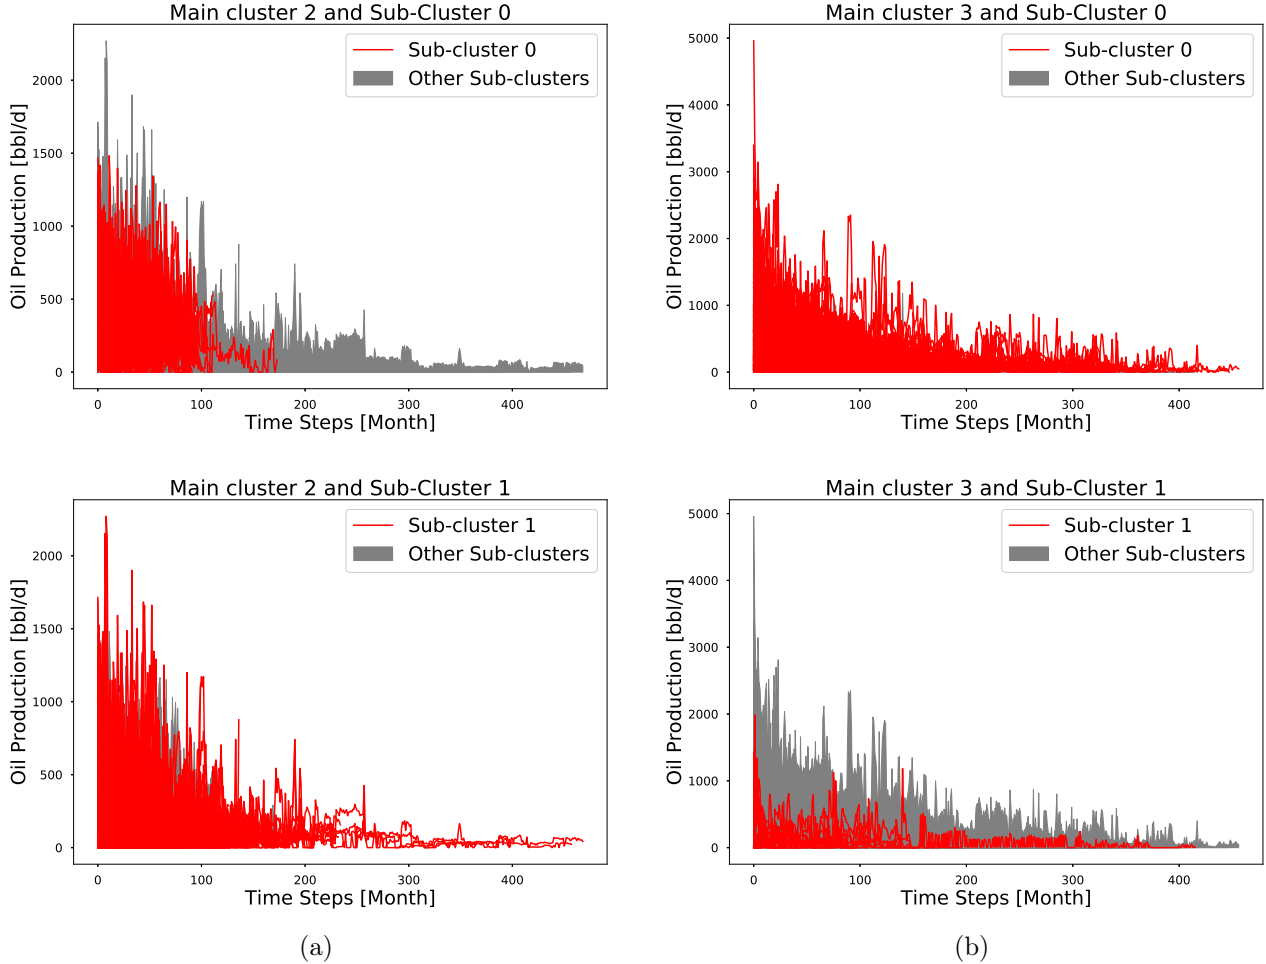 Main cluster 2 and Sub-Cluster 0
Sub-cluster 0
Other Sub-clusters
Oil Production [bbl/d]
2000
1500
1000
500
0
0 100 200 300 400
Time Steps [Month]
Main cluster 3 and Sub-Cluster 0
Sub-cluster 0
Other Sub-clusters
Oil Production [bbl/d]
5000
4000
3000
2000
1000
0
0 100 200 300 400
Time Steps [Month]
Main cluster 2 and Sub-Cluster 1
Sub-cluster 1
Other Sub-clusters
Oil Production [bbl/d]
2000
1500
1000
500
0
0 100 200 300 400
Time Steps [Month]
Main cluster 3 and Sub-Cluster 1
Sub-cluster 1
Other Sub-clusters
Oil Production [bbl/d]
5000
4000
3000
2000
1000
0
0 100 200 300 400
Time Steps [Month]
(a)
(b)